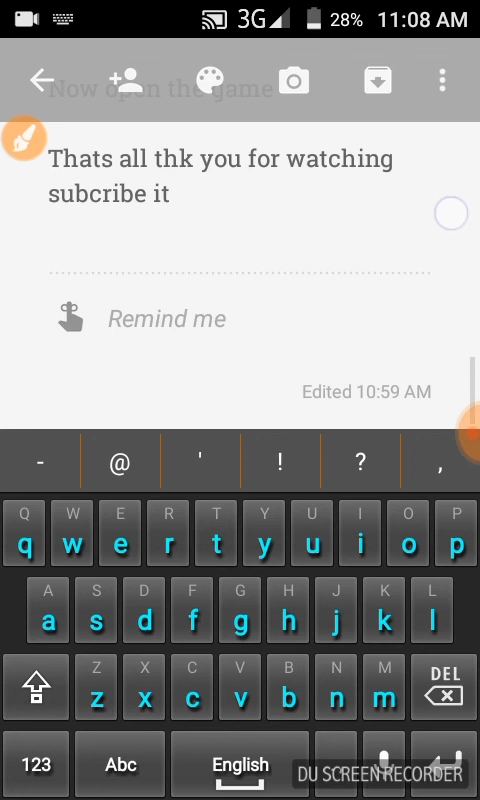 3G 28% 11:08 AM
Now open the game
Thats all thk you for watching
subcribe it
Remind me
Edited 10:59 AM
- @ ' ! ? ,
Q W E R T Y U I O P
q w e r t y u i o p
A S D F G H J K L
a s d f g h j k l
Z X C V B N M DEL
z x c v b n m
123 Abc English
DU SCREEN RECORDER